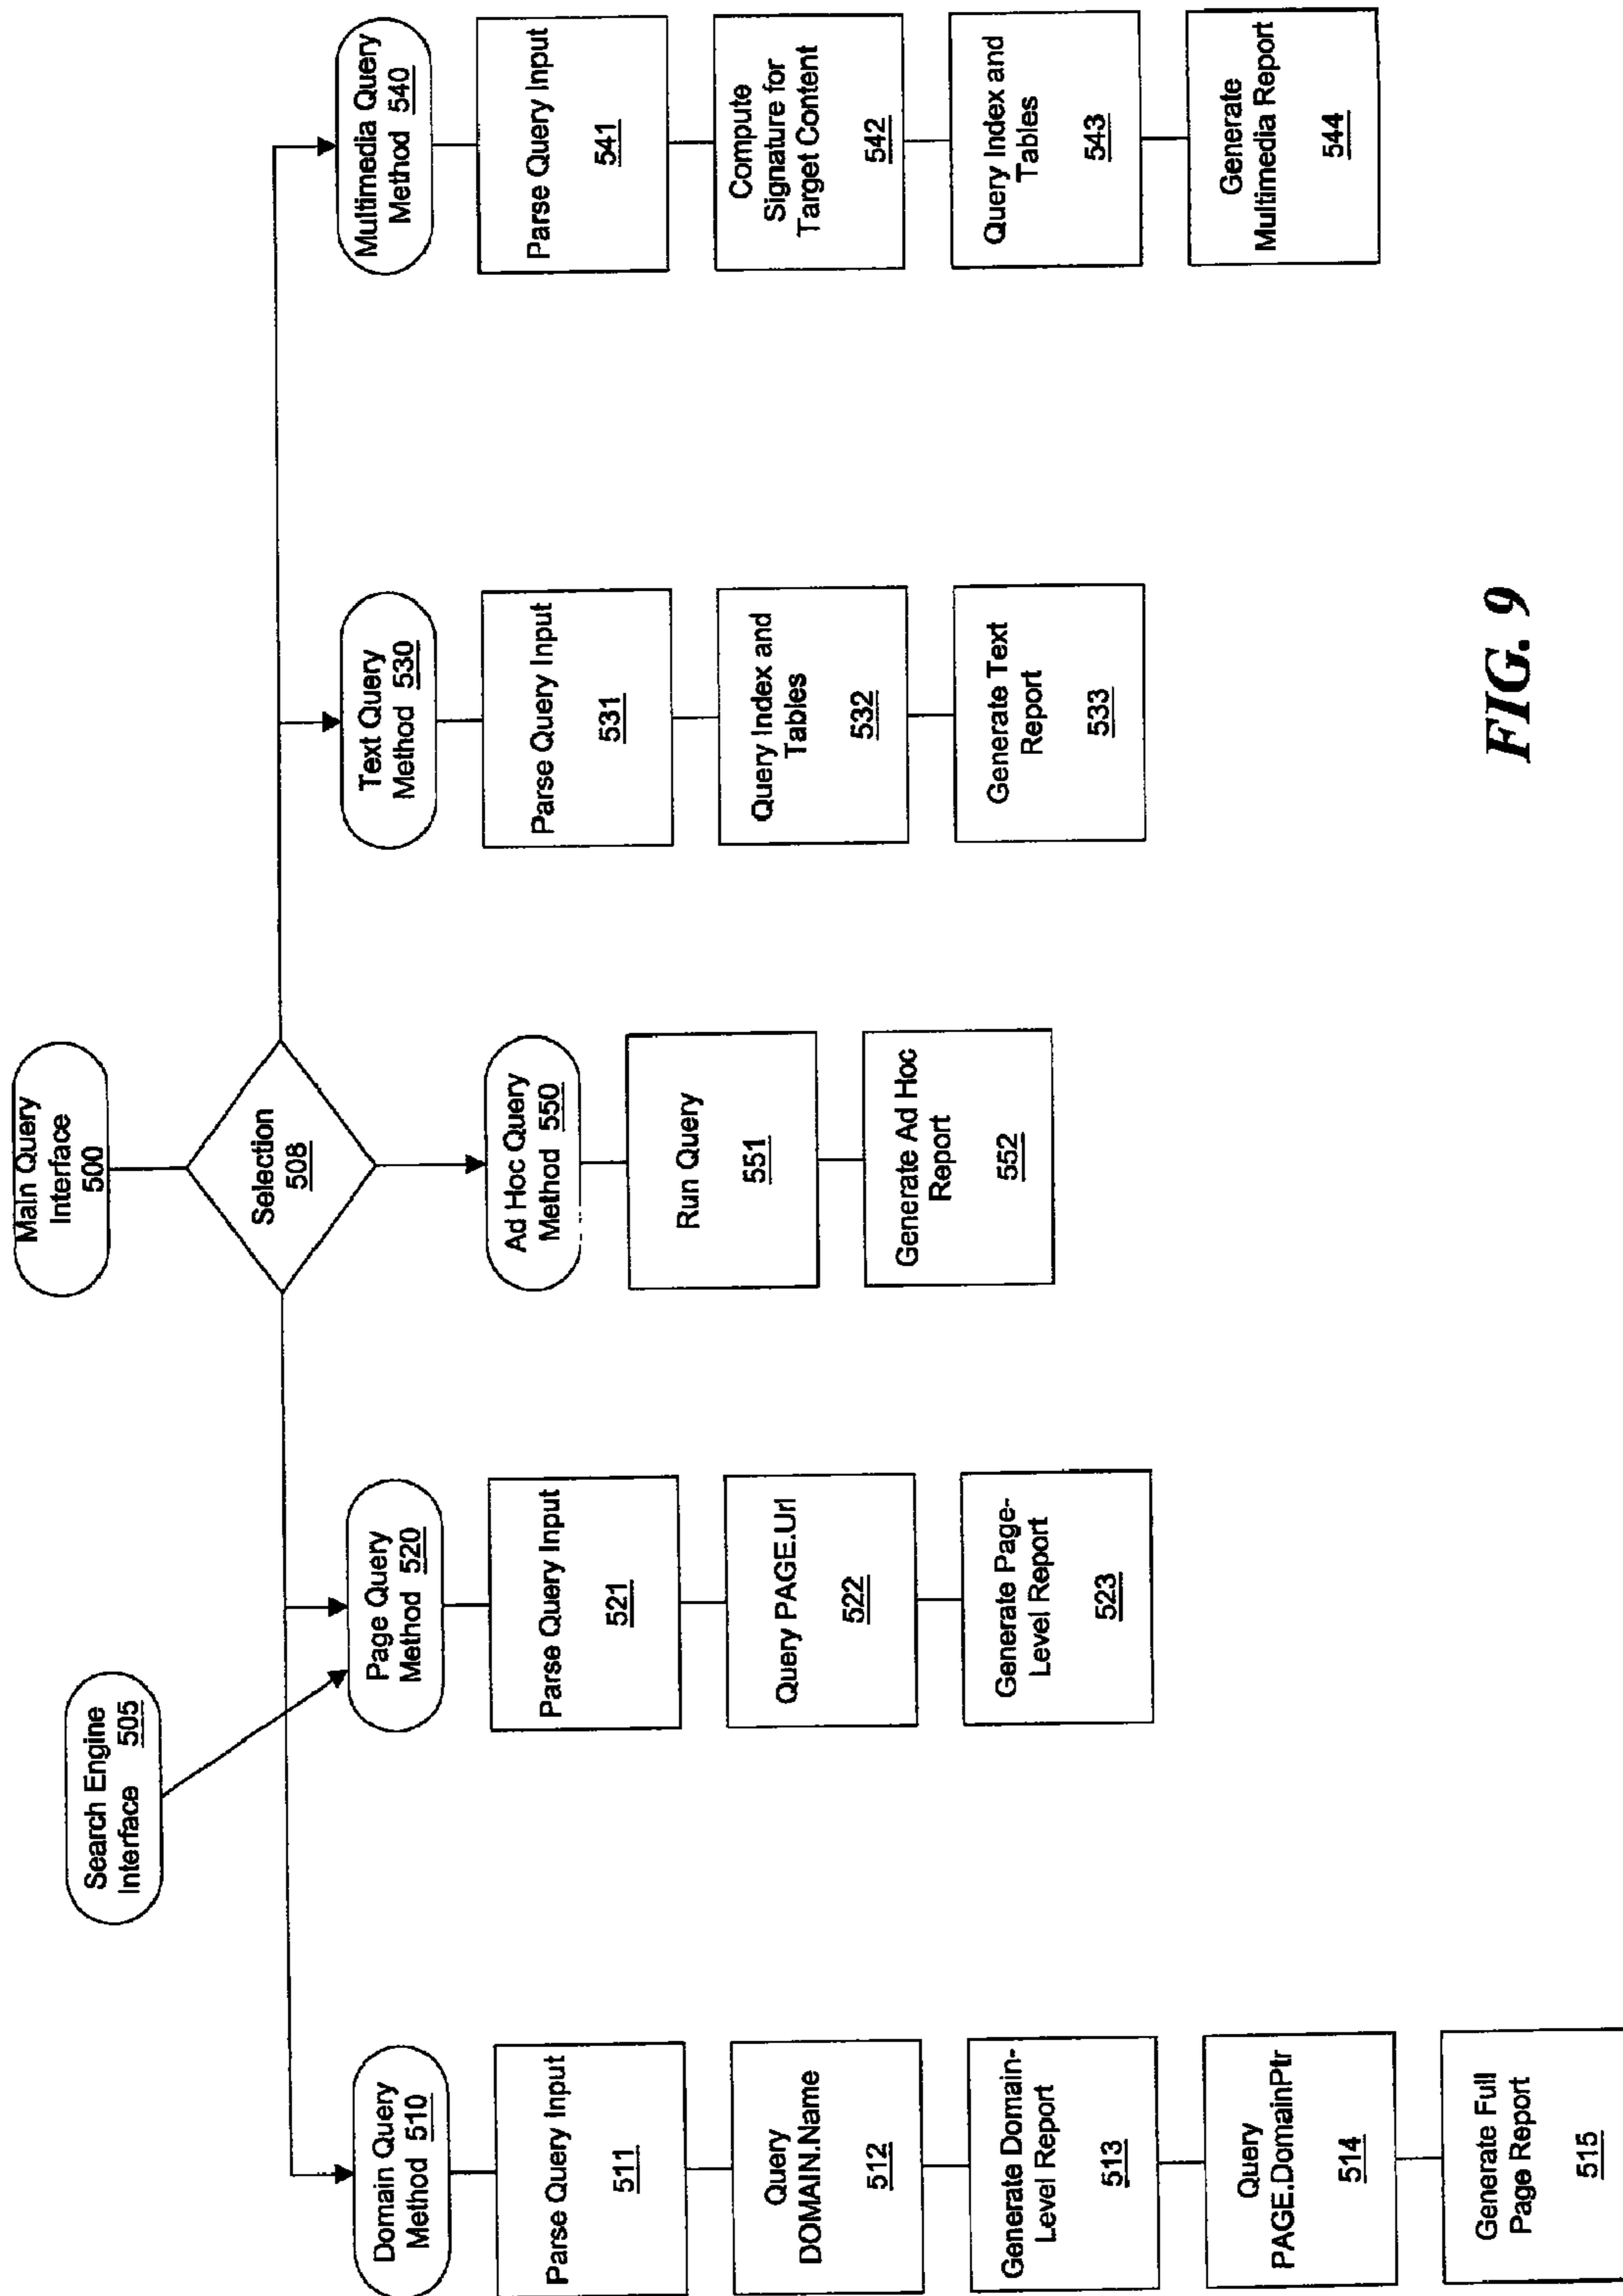 Main Query
Interface
500
Search Engine
Interface 505
Selection
508
Domain Query
Method 510
Parse Query Input
511
Query
DOMAIN.Name
512
Generate Domain-
Level Report
513
Query
PAGE.DomainPtr
514
Generate Full
Page Report
515
Page Query
Method 520
Parse Query Input
521
Query PAGE.Url
522
Generate Page-
Level Report
523
Ad Hoc Query
Method 550
Run Query
551
Generate Ad Hoc
Report
552
Text Query
Method 530
Parse Query Input
531
Query Index and
Tables
532
Generate Text
Report
533
Multimedia Query
Method 540
Parse Query Input
541
Compute
Signature for
Target Content
542
Query Index and
Tables
543
Generate
Multimedia Report
544
FIG. 9